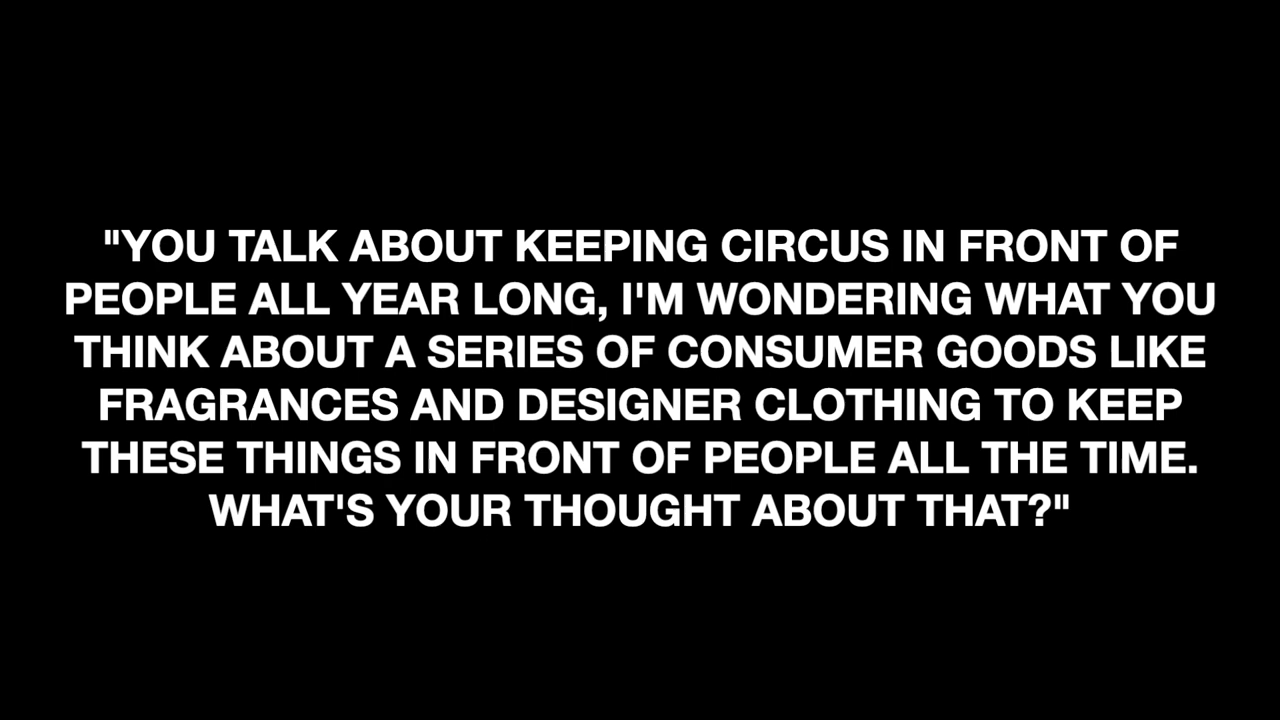 "YOU TALK ABOUT KEEPING CIRCUS IN FRONT OF
PEOPLE ALL YEAR LONG, I'M WONDERING WHAT YOU
THINK ABOUT A SERIES OF CONSUMER GOODS LIKE
FRAGRANCES AND DESIGNER CLOTHING TO KEEP
THESE THINGS IN FRONT OF PEOPLE ALL THE TIME.
WHAT'S YOUR THOUGHT ABOUT THAT?"